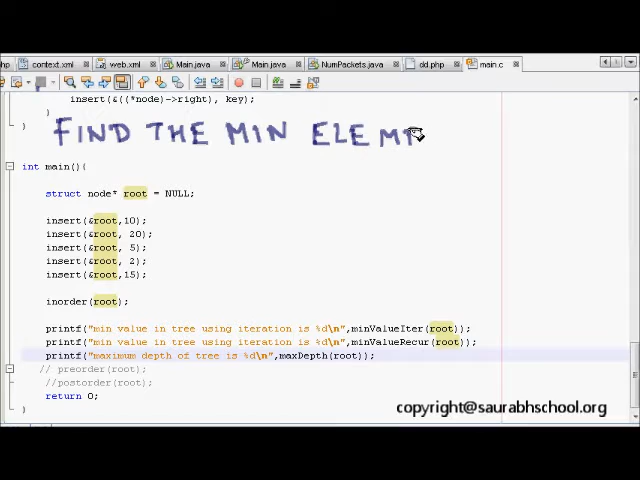 php context.xml web.xml Main.java Main.java NumPackets.java dd.php main.c
insert(&((*node)->right), key);
}
}
FIND THE MIN ELEM
int main(){
struct node* root = NULL;
insert(&root,10);
insert(&root, 20);
insert(&root, 5);
insert(&root, 2);
insert(&root,15);
inorder(root);
printf("min value in tree using iteration is %d\n",minValueIter(root));
printf("min value in tree using iteration is %d\n",minValueRecur(root));
printf("maximum depth of tree is %d\n",maxDepth(root));
// preorder(root);
//postorder(root);
return 0;
}
copyright@saurabhschool.org